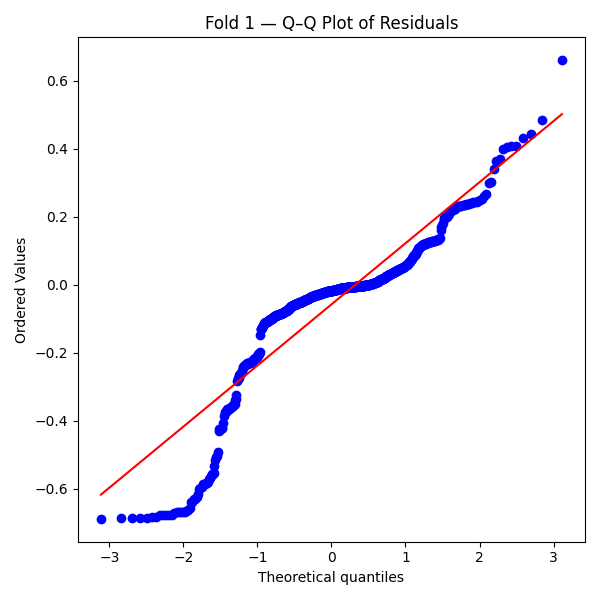 Fold 1 — Q–Q Plot of Residuals
Ordered Values
0.6
0.4
0.2
0.0
−0.2
−0.4
−0.6
−3 −2 −1 0 1 2 3
Theoretical quantiles